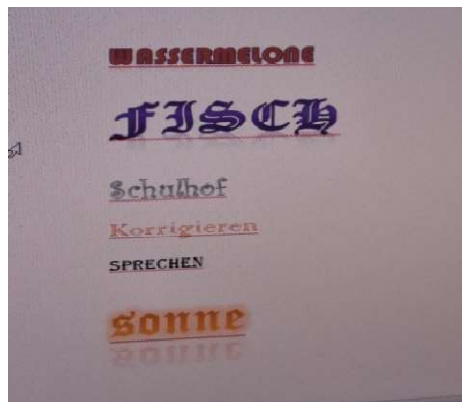 WASSERMELONE
FISCH
Schulhof
Korrigieren
SPRECHEN
sonne